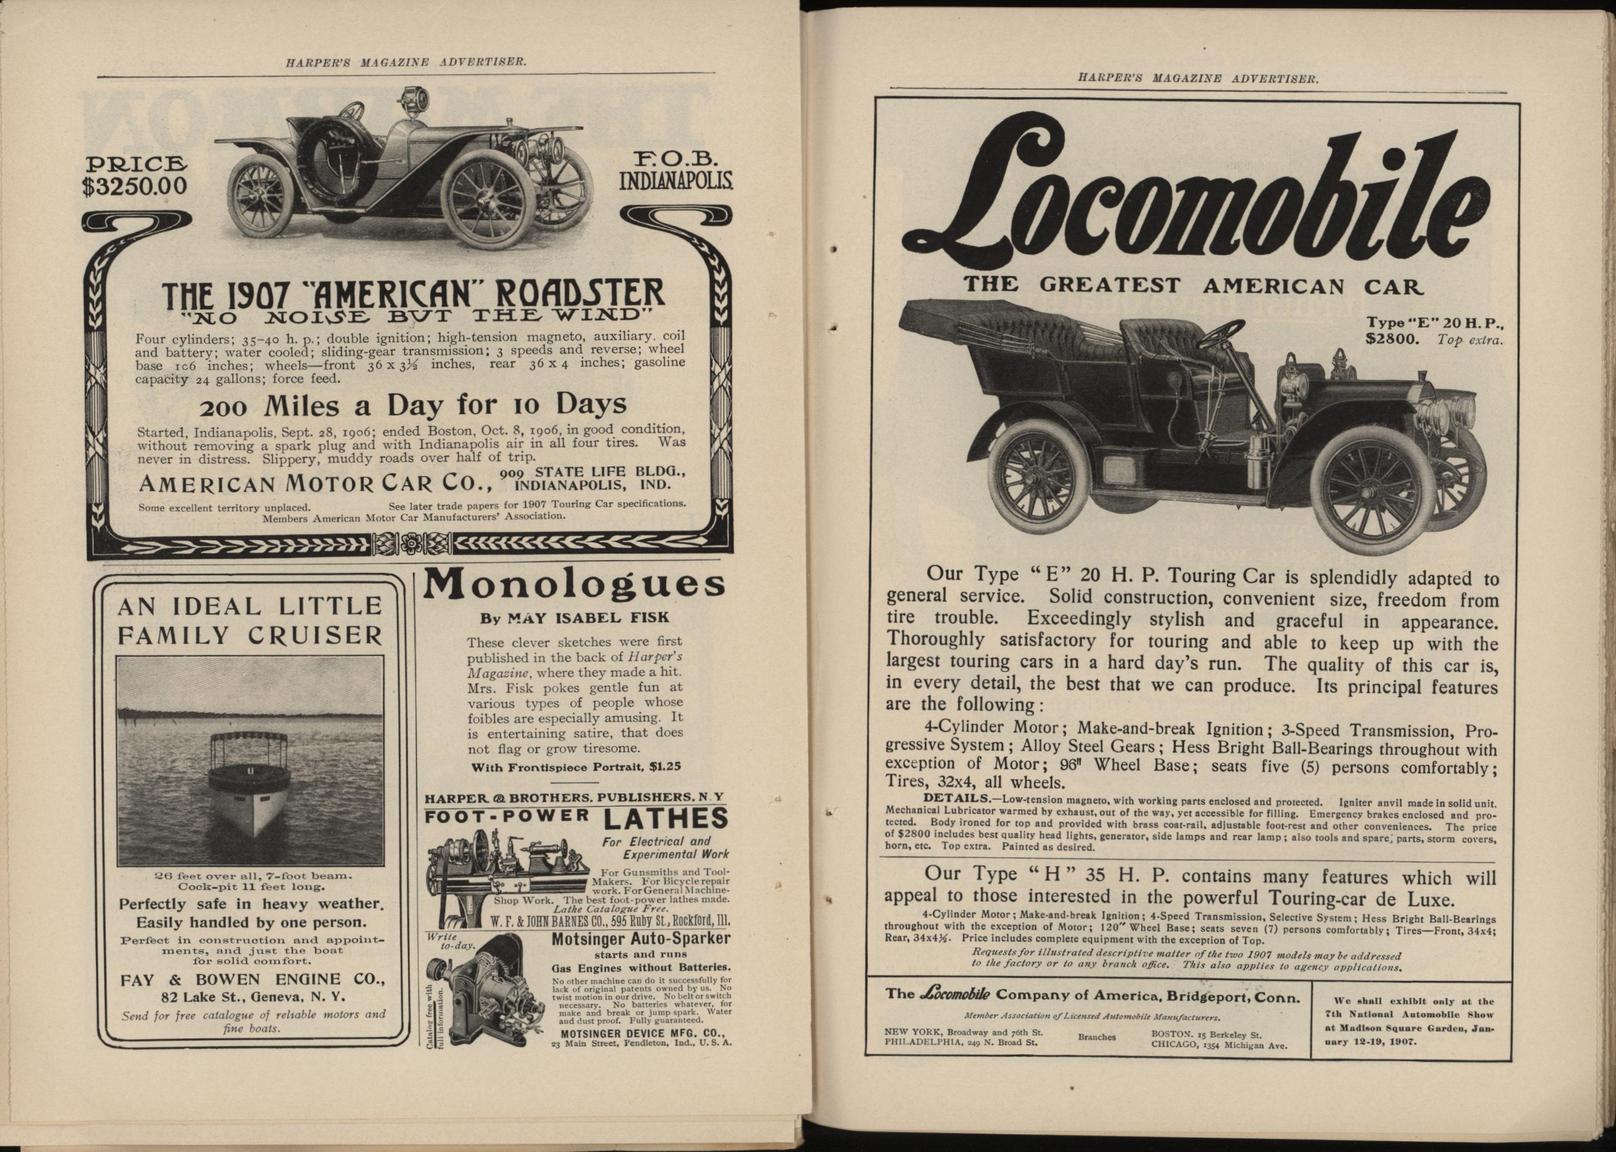 HARPER'S MAGAZINE ADVERTISER.
PRICE
$3250.00
F.O.B.
INDIANAPOLIS
THE 1907 "AMERICAN" ROADSTER
"NO NOISE BUT THE WIND"
Four cylinders; 35-40 h. p.; double ignition; high-tension magneto, auxiliary. coil
and battery; water cooled; sliding-gear transmission; 3 speeds and reverse; wheel
base 106 inches; wheels—front 36 x 3½ inches, rear 36 x 4 inches; gasoline
capacity 24 gallons; force feed.
200 Miles a Day for 10 Days
Started, Indianapolis, Sept. 28, 1906; ended Boston, Oct. 8, 1906, in good condition,
without removing a spark plug and with Indianapolis air in all four tires. Was
never in distress. Slippery, muddy roads over half of trip.
AMERICAN MOTOR CAR CO., 909 STATE LIFE BLDG.,
INDIANAPOLIS, IND.
Some excellent territory unplaced. See later trade papers for 1907 Touring Car specifications.
Members American Motor Car Manufacturers' Association.
AN IDEAL LITTLE
FAMILY CRUISER
26 feet over all, 7-foot beam.
Cock-pit 11 feet long.
Perfectly safe in heavy weather.
Easily handled by one person.
Perfect in construction and appoint-
ments, and just the boat
for solid comfort.
FAY & BOWEN ENGINE CO.,
82 Lake St., Geneva, N. Y.
Send for free catalogue of reliable motors and
fine boats.
Monologues
By MAY ISABEL FISK
These clever sketches were first
published in the back of Harper's
Magazine, where they made a hit.
Mrs. Fisk pokes gentle fun at
various types of people whose
foibles are especially amusing. It
is entertaining satire, that does
not flag or grow tiresome.
With Frontispiece Portrait, $1.25
HARPER & BROTHERS, PUBLISHERS, N. Y
FOOT-POWER LATHES
For Electrical and
Experimental Work
For Gunsmiths and Tool-
Makers. For Bicycle repair
work. For General Machine-
Shop Work. The best foot-power lathes made.
Lathe Catalogue Free.
W. F. & JOHN BARNES CO., 595 Ruby St., Rockford, Ill.
Write
to-day.
Catalog free with
full information.
Motsinger Auto-Sparker
starts and runs
Gas Engines without Batteries.
No other machine can do it successfully for
lack of original patents owned by us. No
twist motion in our drive. No belt or switch
necessary. No batteries whatever, for
make and break or jump spark. Water
and dust proof. Fully guaranteed.
MOTSINGER DEVICE MFG. CO.,
23 Main Street, Pendleton, Ind., U. S. A.
HARPER'S MAGAZINE ADVERTISER.
Locomobile
THE GREATEST AMERICAN CAR
Type "E" 20 H. P.,
$2800. Top extra.
Our Type "E" 20 H. P. Touring Car is splendidly adapted to
general service. Solid construction, convenient size, freedom from
tire trouble. Exceedingly stylish and graceful in appearance.
Thoroughly satisfactory for touring and able to keep up with the
largest touring cars in a hard day's run. The quality of this car is,
in every detail, the best that we can produce. Its principal features
are the following:
4-Cylinder Motor; Make-and-break Ignition; 3-Speed Transmission, Pro-
gressive System; Alloy Steel Gears; Hess Bright Ball-Bearings throughout with
exception of Motor; 96" Wheel Base; seats five (5) persons comfortably;
Tires, 32x4, all wheels.
DETAILS.—Low-tension magneto, with working parts enclosed and protected. Igniter anvil made in solid unit.
Mechanical Lubricator warmed by exhaust, out of the way, yet accessible for filling. Emergency brakes enclosed and pro-
tected. Body ironed for top and provided with brass coat-rail, adjustable foot-rest and other conveniences. The price
of $2800 includes best quality head lights, generator, side lamps and rear lamp; also tools and spare parts, storm covers,
horn, etc. Top extra. Painted as desired.
Our Type "H" 35 H. P. contains many features which will
appeal to those interested in the powerful Touring-car de Luxe.
4-Cylinder Motor; Make-and-break Ignition; 4-Speed Transmission, Selective System; Hess Bright Ball-Bearings
throughout with the exception of Motor; 120" Wheel Base; seats seven (7) persons comfortably; Tires—Front, 34x4;
Rear, 34x4½. Price includes complete equipment with the exception of Top.
Requests for illustrated descriptive matter of the two 1907 models may be addressed
to the factory or to any branch office. This also applies to agency applications.
The Locomobile Company of America, Bridgeport, Conn.
Member Association of Licensed Automobile Manufacturers.
NEW YORK, Broadway and 76th St.
PHILADELPHIA, 249 N. Broad St.
Branches
BOSTON. 15 Berkeley St.
CHICAGO, 1354 Michigan Ave.
We shall exhibit only at the
7th National Automobile Show
at Madison Square Garden, Jan-
uary 12-19, 1907.